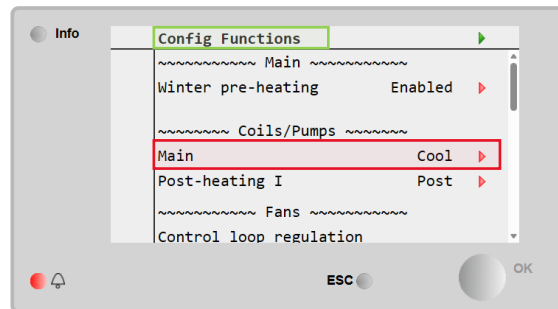 Info
Config Functions
~~~~~~~~~~~ Main ~~~~~~~~~~~
Winter pre-heating Enabled
~~~~~~~~ Coils/Pumps ~~~~~~~
Main Cool
Post-heating I Post
~~~~~~~~~~~ Fans ~~~~~~~~~~~
Control loop regulation
ESC
OK